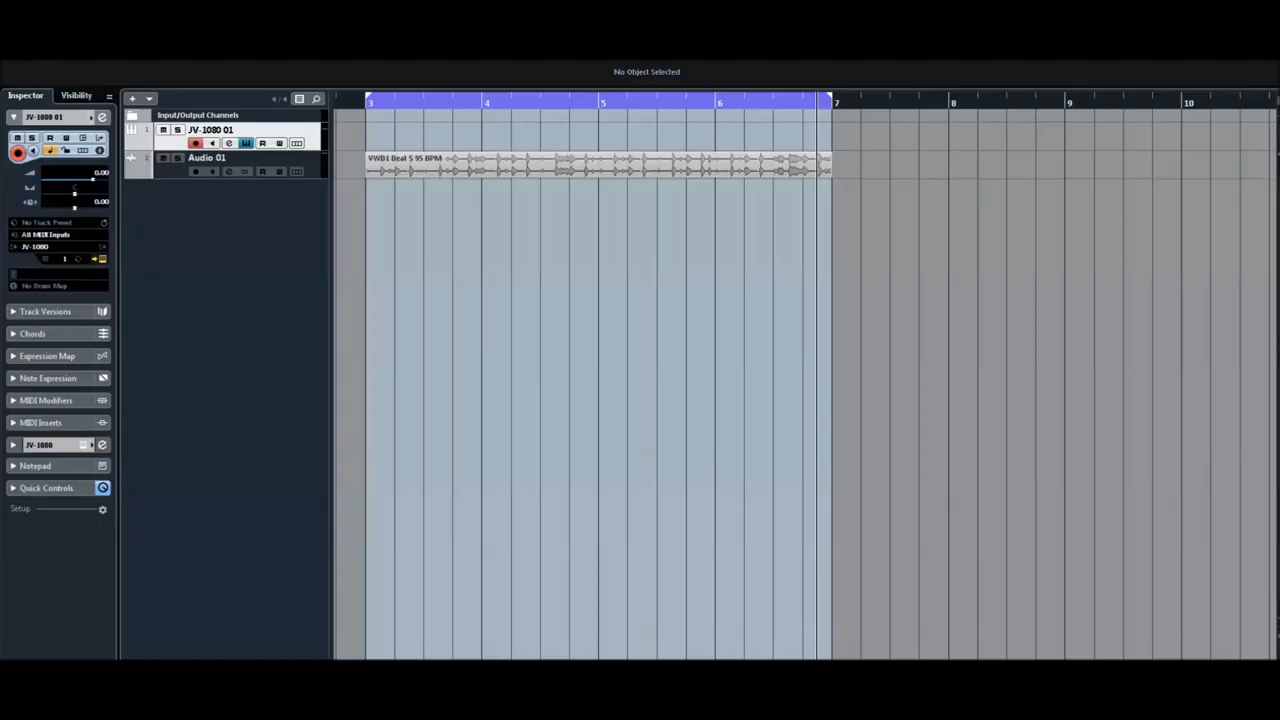 No Object Selected
Inspector Visibility
4 / 4
3 4 5 6 7 8 9 10
JV-1080 01
Input/Output Channels
1 JV-1080 01
R W
2 Audio 01
R W
VWB1 Beat 5 95 BPM
M S R W
0.00
C
0.00
No Track Preset
All MIDI Inputs
JV-1080
1
No Drum Map
Track Versions
Chords
Expression Map
Note Expression
MIDI Modifiers
MIDI Inserts
JV-1080
Notepad
Quick Controls
Setup